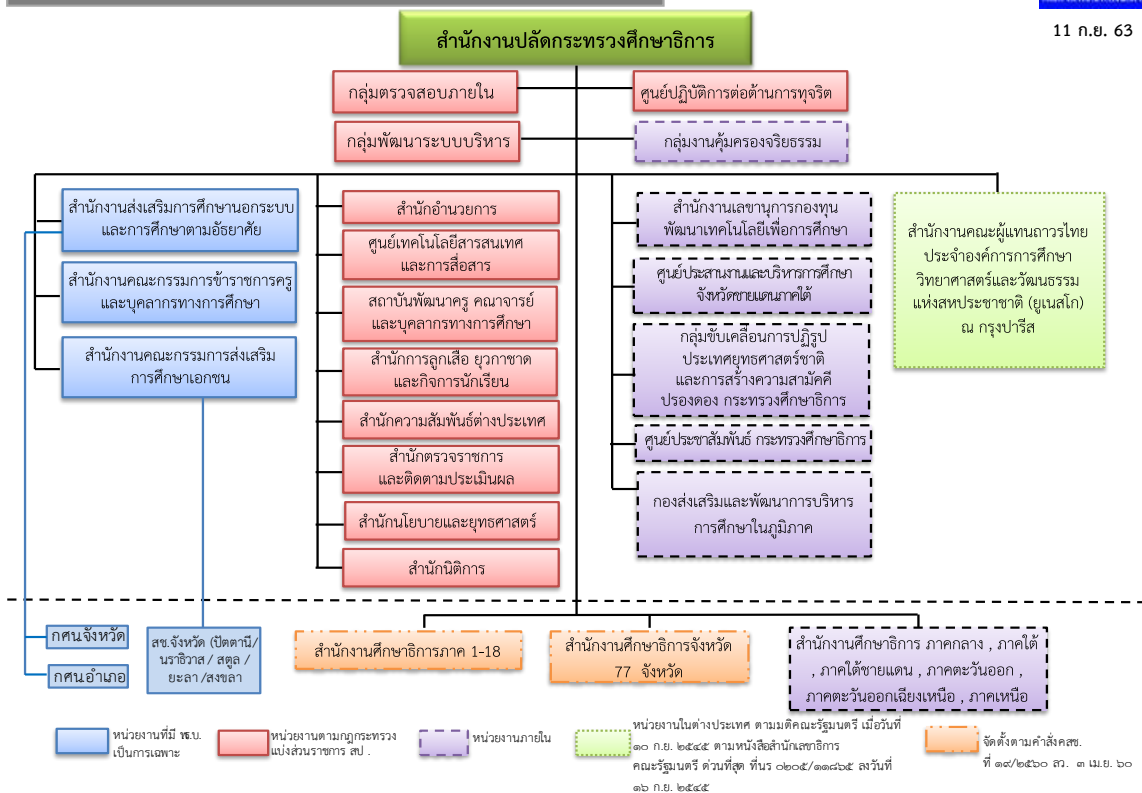 11 ก.ย. 63
สำนักงานปลัดกระทรวงศึกษาธิการ
กลุ่มตรวจสอบภายใน
ศูนย์ปฏิบัติการต่อต้านการทุจริต
กลุ่มพัฒนาระบบบริหาร
กลุ่มงานคุ้มครองจริยธรรม
สำนักงานส่งเสริมการศึกษานอกระบบ
และการศึกษาตามอัธยาศัย
สำนักงานคณะกรรมการข้าราชการครู
และบุคลากรทางการศึกษา
สำนักงานคณะกรรมการส่งเสริม
การศึกษาเอกชน
สำนักอำนวยการ
ศูนย์เทคโนโลยีสารสนเทศ
และการสื่อสาร
สถาบันพัฒนาครู คณาจารย์
และบุคลากรทางการศึกษา
สำนักการลูกเสือ ยุวกาชาด
และกิจการนักเรียน
สำนักความสัมพันธ์ต่างประเทศ
สำนักตรวจราชการ
และติดตามประเมินผล
สำนักนโยบายและยุทธศาสตร์
สำนักนิติการ
สำนักงานเลขานุการกองทุน
พัฒนาเทคโนโลยีเพื่อการศึกษา
ศูนย์ประสานงานและบริหารการศึกษา
จังหวัดชายแดนภาคใต้
กลุ่มขับเคลื่อนการปฏิรูป
ประเทศยุทธศาสตร์ชาติ
และการสร้างความสามัคคี
ปรองดอง กระทรวงศึกษาธิการ
ศูนย์ประชาสัมพันธ์ กระทรวงศึกษาธิการ
กองส่งเสริมและพัฒนาการบริหาร
การศึกษาในภูมิภาค
สำนักงานคณะผู้แทนถาวรไทย
ประจำองค์การการศึกษา
วิทยาศาสตร์และวัฒนธรรม
แห่งสหประชาชาติ (ยูเนสโก)
ณ กรุงปารีส
กศนจังหวัด
กศนอำเภอ
สช.จังหวัด (ปัตตานี/
นราธิวาส / สตูล /
ยะลา /สงขลา
สำนักงานศึกษาธิการภาค 1-18
สำนักงานศึกษาธิการจังหวัด
77 จังหวัด
สำนักงานศึกษาธิการ ภาคกลาง , ภาคใต้
, ภาคใต้ชายแดน , ภาคตะวันออก ,
ภาคตะวันออกเฉียงเหนือ , ภาคเหนือ
หน่วยงานที่มี พ.ร.บ.
เป็นการเฉพาะ
หน่วยงานตามกฎกระทรวง
แบ่งส่วนราชการ สป .
หน่วยงานภายใน
หน่วยงานในต่างประเทศ ตามมติคณะรัฐมนตรี เมื่อวันที่
๑๐ ก.ย. ๒๕๔๕ ตามหนังสือสำนักเลขาธิการ
คณะรัฐมนตรี ด่วนที่สุด ที่นร ๐๒๐๕/๑๑๘๖๕ ลงวันที่
๑๖ ก.ย. ๒๕๔๕
จัดตั้งตามคำสั่งคสช.
ที่ ๑๙/๒๕๖๐ ลว. ๓ เม.ย. ๖๐